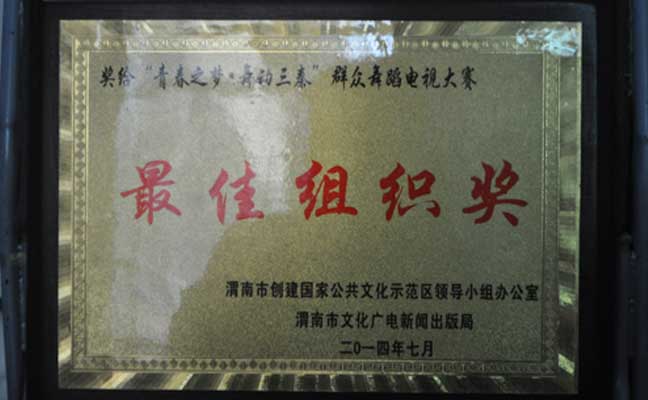 奖给“青春之梦·舞动三秦”群众舞蹈电视大赛
最佳组织奖
渭南市创建国家公共文化示范区领导小组办公室
渭南市文化广电新闻出版局
二〇一四年七月